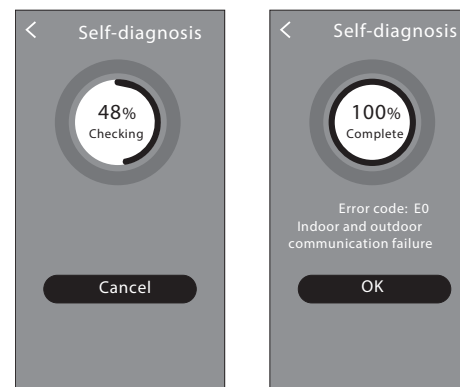 Self-diagnosis
48%
Checking
Cancel
Self-diagnosis
100%
Complete
Error code: E0
Indoor and outdoor
communication failure
OK